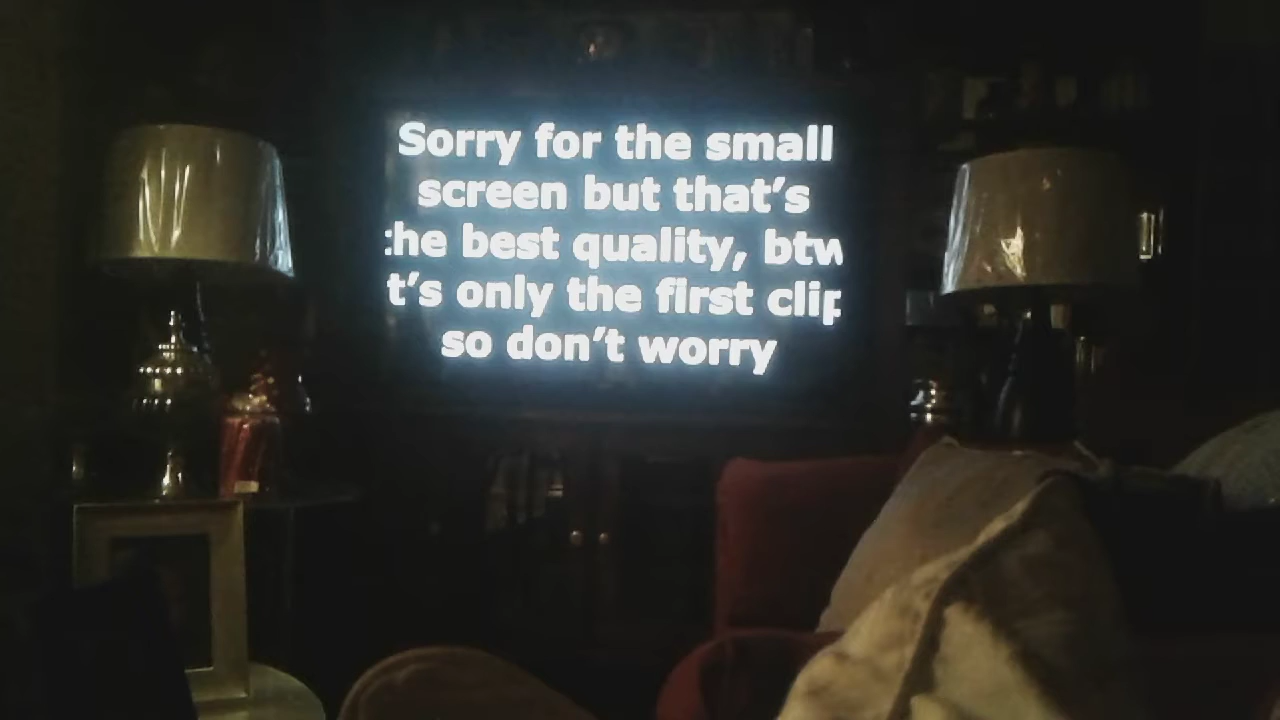 Sorry for the small
screen but that's
he best quality, btw
t's only the first clip
so don't worry